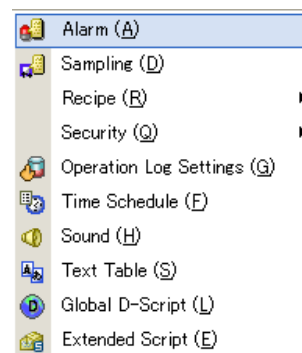 Alarm (A)
Sampling (D)
Recipe (R)
Security (Q)
Operation Log Settings (G)
Time Schedule (F)
Sound (H)
Text Table (S)
Global D-Script (L)
Extended Script (E)